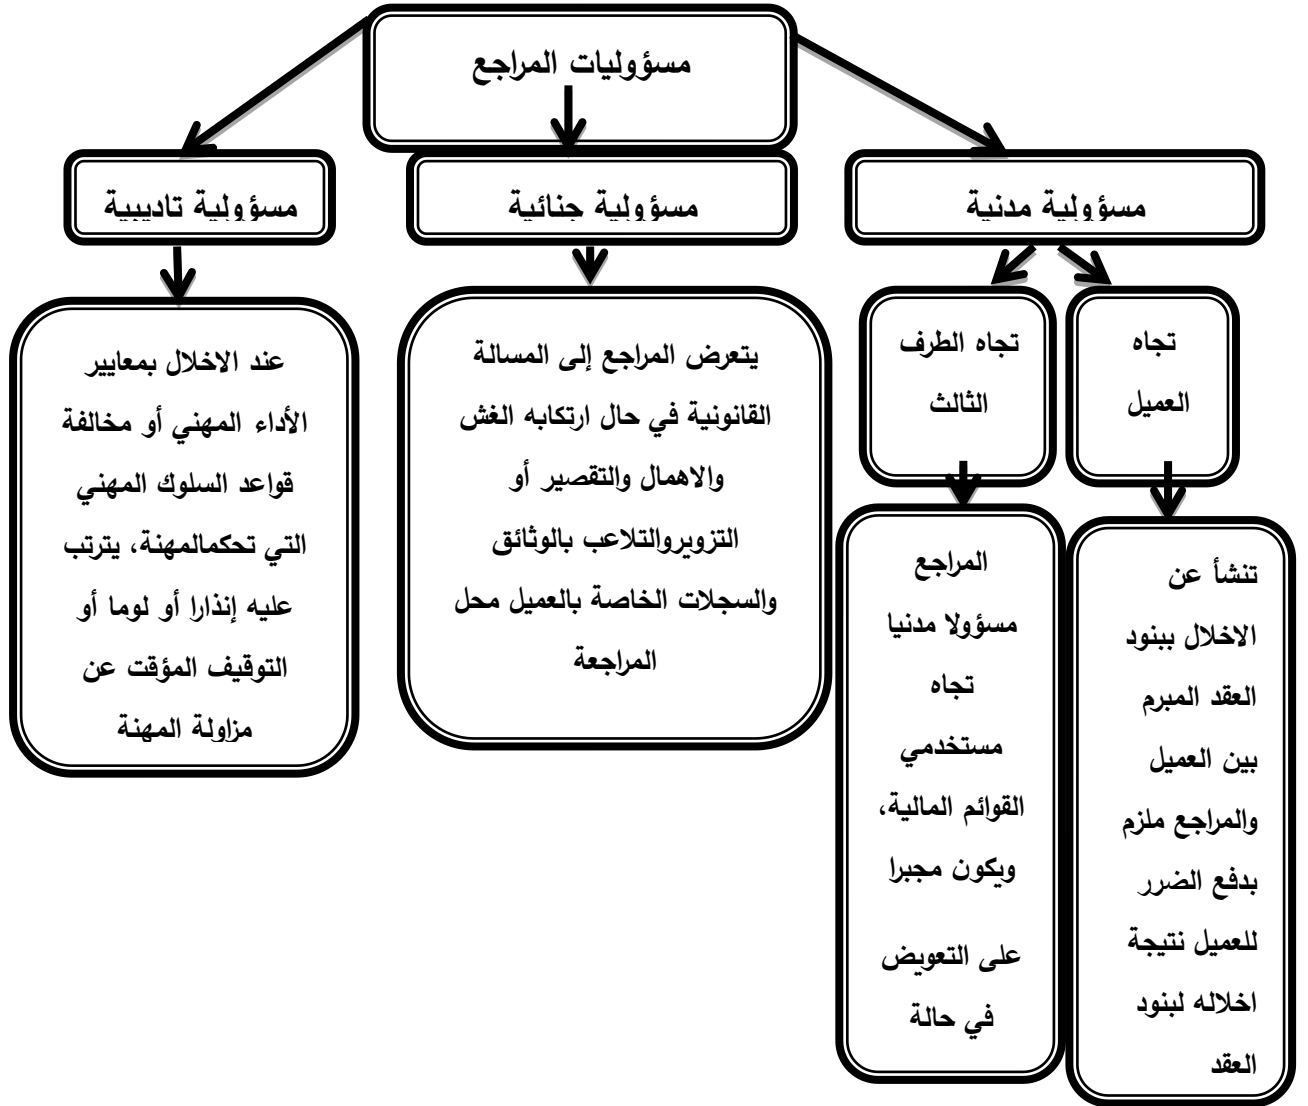 مسؤوليات المراجع
مسؤولية مدنية
مسؤولية جنائية
مسؤولية تاديبية
تجاه
العميل
تجاه الطرف
الثالث
تنشأ عن
الاخلال ببنود
العقد المبرم
بين العميل
والمراجع ملزم
بدفع الضرر
للعميل نتيجة
اخلاله لبنود
العقد
المراجع
مسؤولا مدنيا
تجاه
مستخدمي
القوائم المالية،
ويكون مجبرا
على التعويض
في حالة
يتعرض المراجع إلى المسالة
القانونية في حال ارتكابه الغش
والاهمال والتقصير أو
التزويروالتلاعب بالوثائق
والسجلات الخاصة بالعميل محل
المراجعة
عند الاخلال بمعايير
الأداء المهني أو مخالفة
قواعد السلوك المهني
التي تحكمالمهنة، يترتب
عليه إنذارا أو لوما أو
التوقيف المؤقت عن
مزاولة المهنة